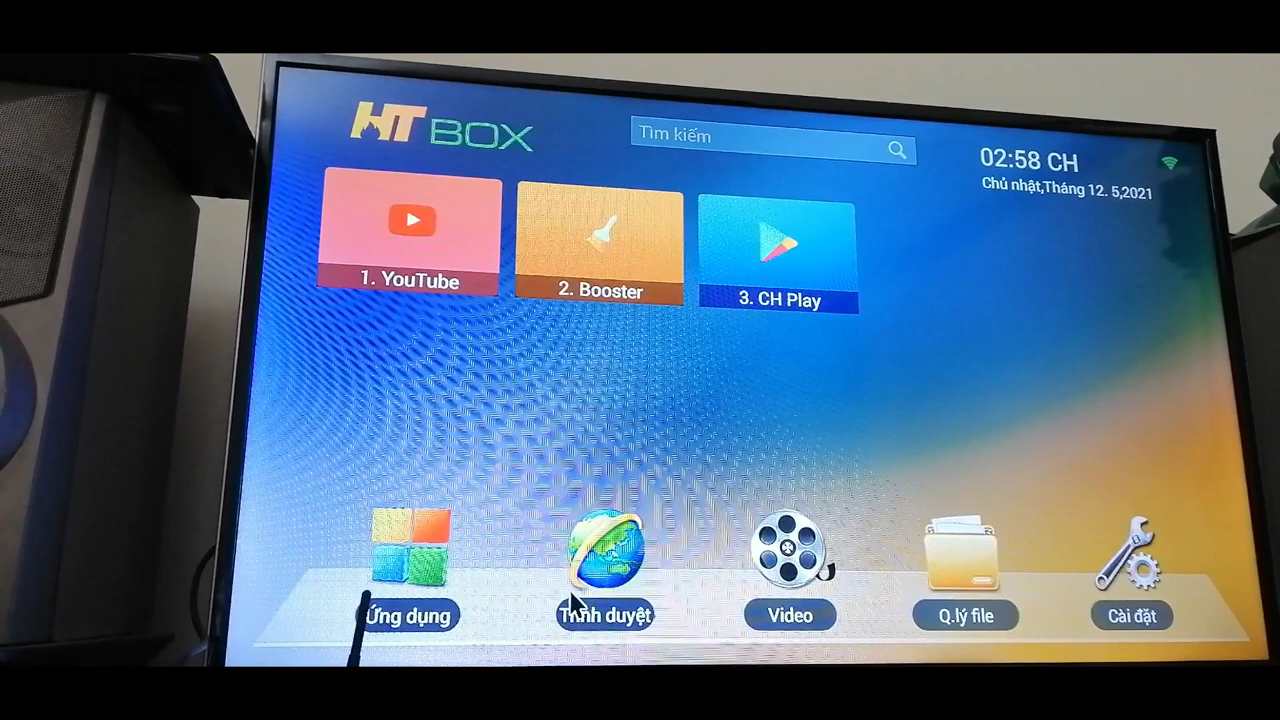 HT BOX
Tìm kiếm
02:58 CH
Chủ nhật,Tháng 12. 5,2021
1. YouTube
2. Booster
3. CH Play
Ứng dụng
Trình duyệt
Video
Q.lý file
Cài đặt